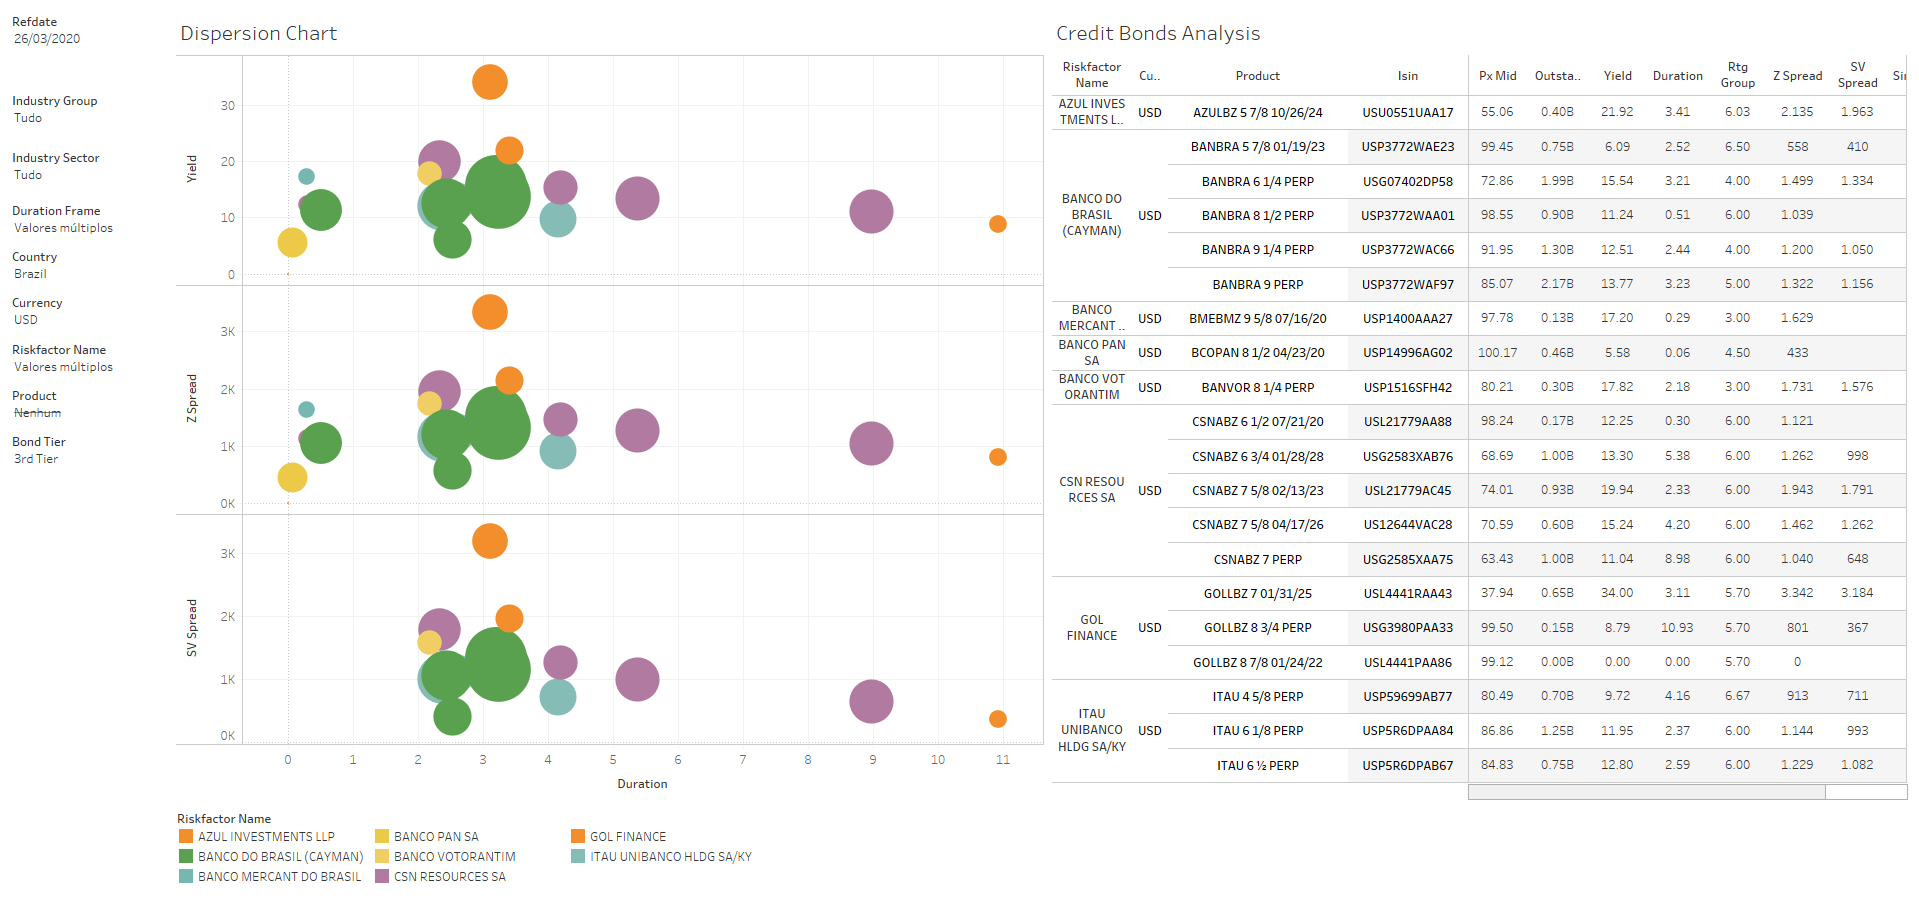 Refdate
26/03/2020
Industry Group
Tudo
Industry Sector
Tudo
Duration Frame
Valores múltiplos
Country
Brazil
Currency
USD
Riskfactor Name
Valores múltiplos
Product
Nenhum
Bond Tier
3rd Tier
Dispersion Chart
Yield
30
20
10
0
Z Spread
3K
2K
1K
0K
SV Spread
3K
2K
1K
0K
0 1 2 3 4 5 6 7 8 9 10 11
Duration
Riskfactor Name
AZUL INVESTMENTS LLP BANCO PAN SA GOL FINANCE
BANCO DO BRASIL (CAYMAN) BANCO VOTORANTIM ITAU UNIBANCO HLDG SA/KY
BANCO MERCANT DO BRASIL CSN RESOURCES SA
Credit Bonds Analysis
Riskfactor
Name Cu.. Product Isin Px Mid Outsta.. Yield Duration Rtg
Group Z Spread SV
Spread Sir
AZUL INVES
TMENTS L.. USD AZULBZ 5 7/8 10/26/24 USU0551UAA17 55.06 0.40B 21.92 3.41 6.03 2.135 1.963
BANCO DO
BRASIL
(CAYMAN) USD
BANBRA 5 7/8 01/19/23 USP3772WAE23 99.45 0.75B 6.09 2.52 6.50 558 410
BANBRA 6 1/4 PERP USG07402DP58 72.86 1.99B 15.54 3.21 4.00 1.499 1.334
BANBRA 8 1/2 PERP USP3772WAA01 98.55 0.90B 11.24 0.51 6.00 1.039
BANBRA 9 1/4 PERP USP3772WAC66 91.95 1.30B 12.51 2.44 4.00 1.200 1.050
BANBRA 9 PERP USP3772WAF97 85.07 2.17B 13.77 3.23 5.00 1.322 1.156
BANCO
MERCANT .. USD BMEBMZ 9 5/8 07/16/20 USP1400AAA27 97.78 0.13B 17.20 0.29 3.00 1.629
BANCO PAN
SA USD BCOPAN 8 1/2 04/23/20 USP14996AG02 100.17 0.46B 5.58 0.06 4.50 433
BANCO VOT
ORANTIM USD BANVOR 8 1/4 PERP USP1516SFH42 80.21 0.30B 17.82 2.18 3.00 1.731 1.576
CSN RESOU
RCES SA USD
CSNABZ 6 1/2 07/21/20 USL21779AA88 98.24 0.17B 12.25 0.30 6.00 1.121
CSNABZ 6 3/4 01/28/28 USG2583XAB76 68.69 1.00B 13.30 5.38 6.00 1.262 998
CSNABZ 7 5/8 02/13/23 USL21779AC45 74.01 0.93B 19.94 2.33 6.00 1.943 1.791
CSNABZ 7 5/8 04/17/26 US12644VAC28 70.59 0.60B 15.24 4.20 6.00 1.462 1.262
CSNABZ 7 PERP USG2585XAA75 63.43 1.00B 11.04 8.98 6.00 1.040 648
GOL
FINANCE USD
GOLLBZ 7 01/31/25 USL4441RAA43 37.94 0.65B 34.00 3.11 5.70 3.342 3.184
GOLLBZ 8 3/4 PERP USG3980PAA33 99.50 0.15B 8.79 10.93 5.70 801 367
GOLLBZ 8 7/8 01/24/22 USL4441PAA86 99.12 0.00B 0.00 0.00 5.70 0
ITAU
UNIBANCO
HLDG SA/KY USD
ITAU 4 5/8 PERP USP59699AB77 80.49 0.70B 9.72 4.16 6.67 913 711
ITAU 6 1/8 PERP USP5R6DPAA84 86.86 1.25B 11.95 2.37 6.00 1.144 993
ITAU 6 ½ PERP USP5R6DPAB67 84.83 0.75B 12.80 2.59 6.00 1.229 1.082